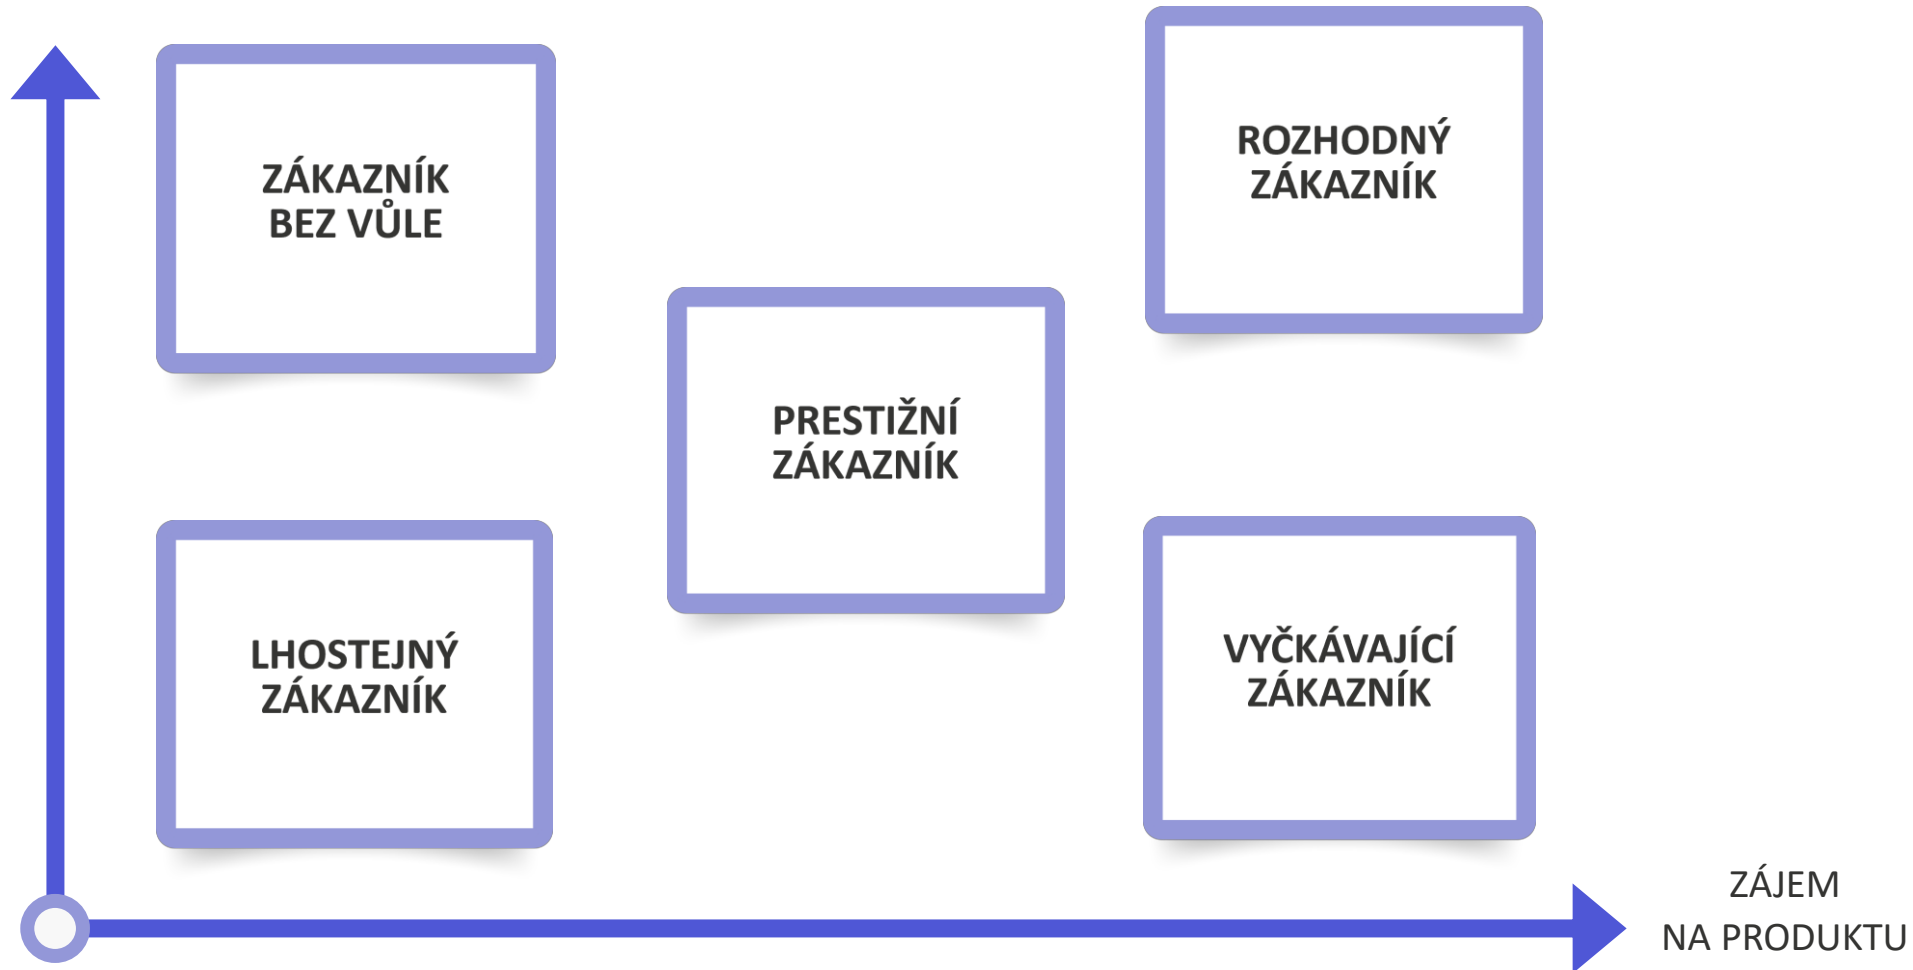 ZÁKAZNÍK
BEZ VŮLE
ROZHODNÝ
ZÁKAZNÍK
PRESTIŽNÍ
ZÁKAZNÍK
LHOSTEJNÝ
ZÁKAZNÍK
VYČKÁVAJÍCÍ
ZÁKAZNÍK
ZÁJEM
NA PRODUKTU